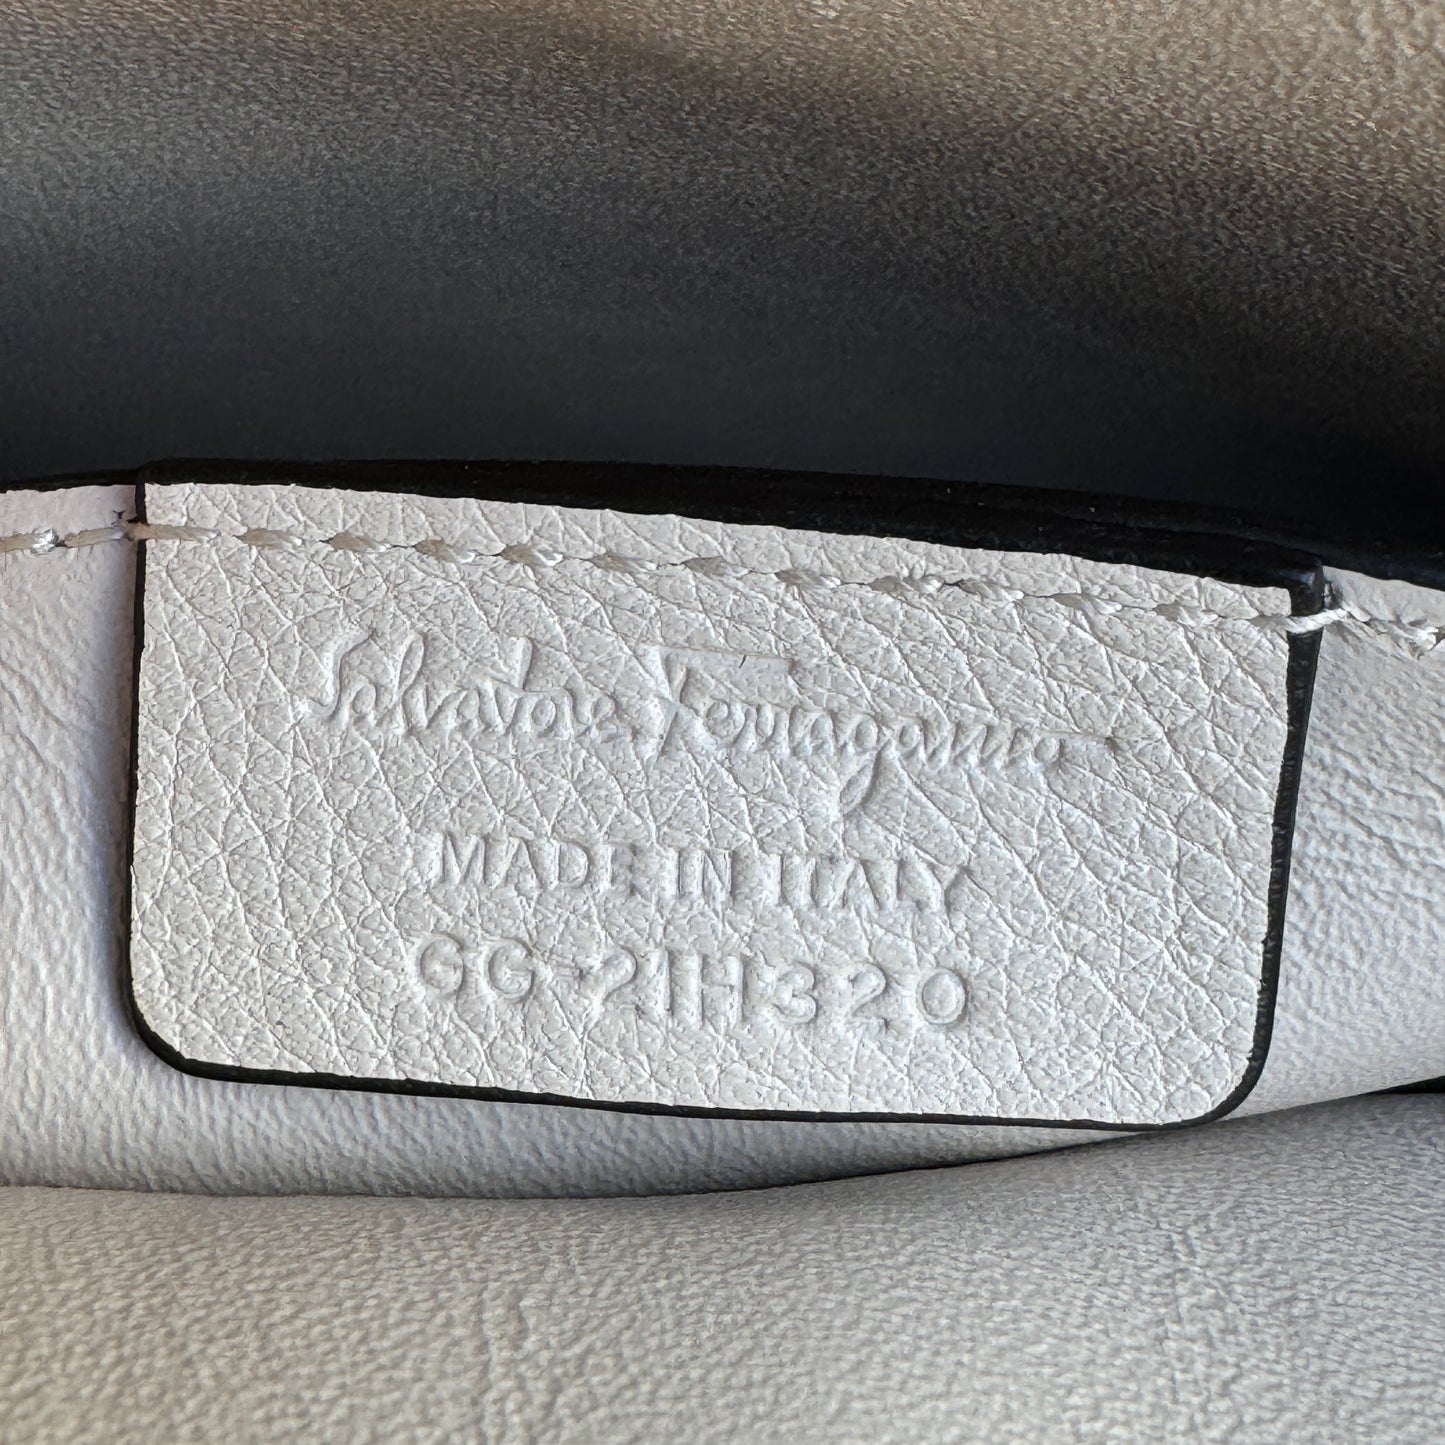 Salvatore Ferragamo
MADE IN ITALY
GG-21H320